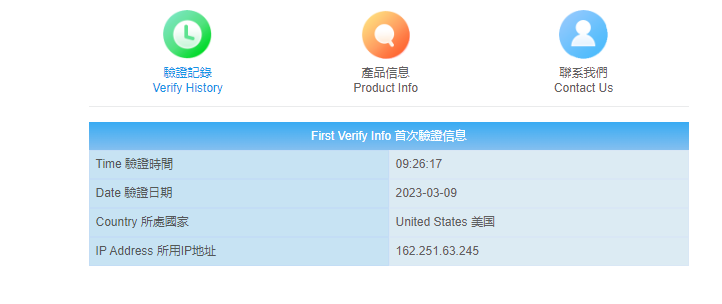 驗證記錄
Verify History
產品信息
Product Info
聯系我們
Contact Us
First Verify Info 首次驗證信息
Time 驗證時間 09:26:17
Date 驗證日期 2023-03-09
Country 所處國家 United States 美国
IP Address 所用IP地址 162.251.63.245